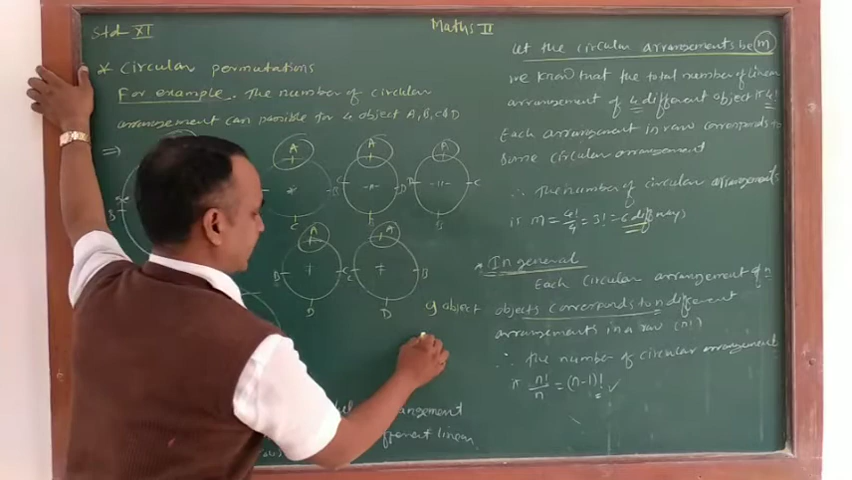 Std XI
Maths II
* Circular permutations
For example. The number of circular
arrangement can possible for 4 object A, B, C & D
⇒
A
B
C
A
D
B
A
C
D
B
A
B
C
D
A
C
B
D
g object
arrangement
linear
Let the circular arrangements be m
we know that the total number of linear
arrangement of 4 different object is 4!
Each arrangement in raw corresponds to
some circular arrangement
∴ The number of circular arrangements
is m = 4!/4 = 3! = 6 diff ways
* In general
Each Circular arrangement of n
objects corresponds to n different
arrangements in a raw (n!)
∴ The number of circular arrangement
is n!/n = (n-1)! ✓